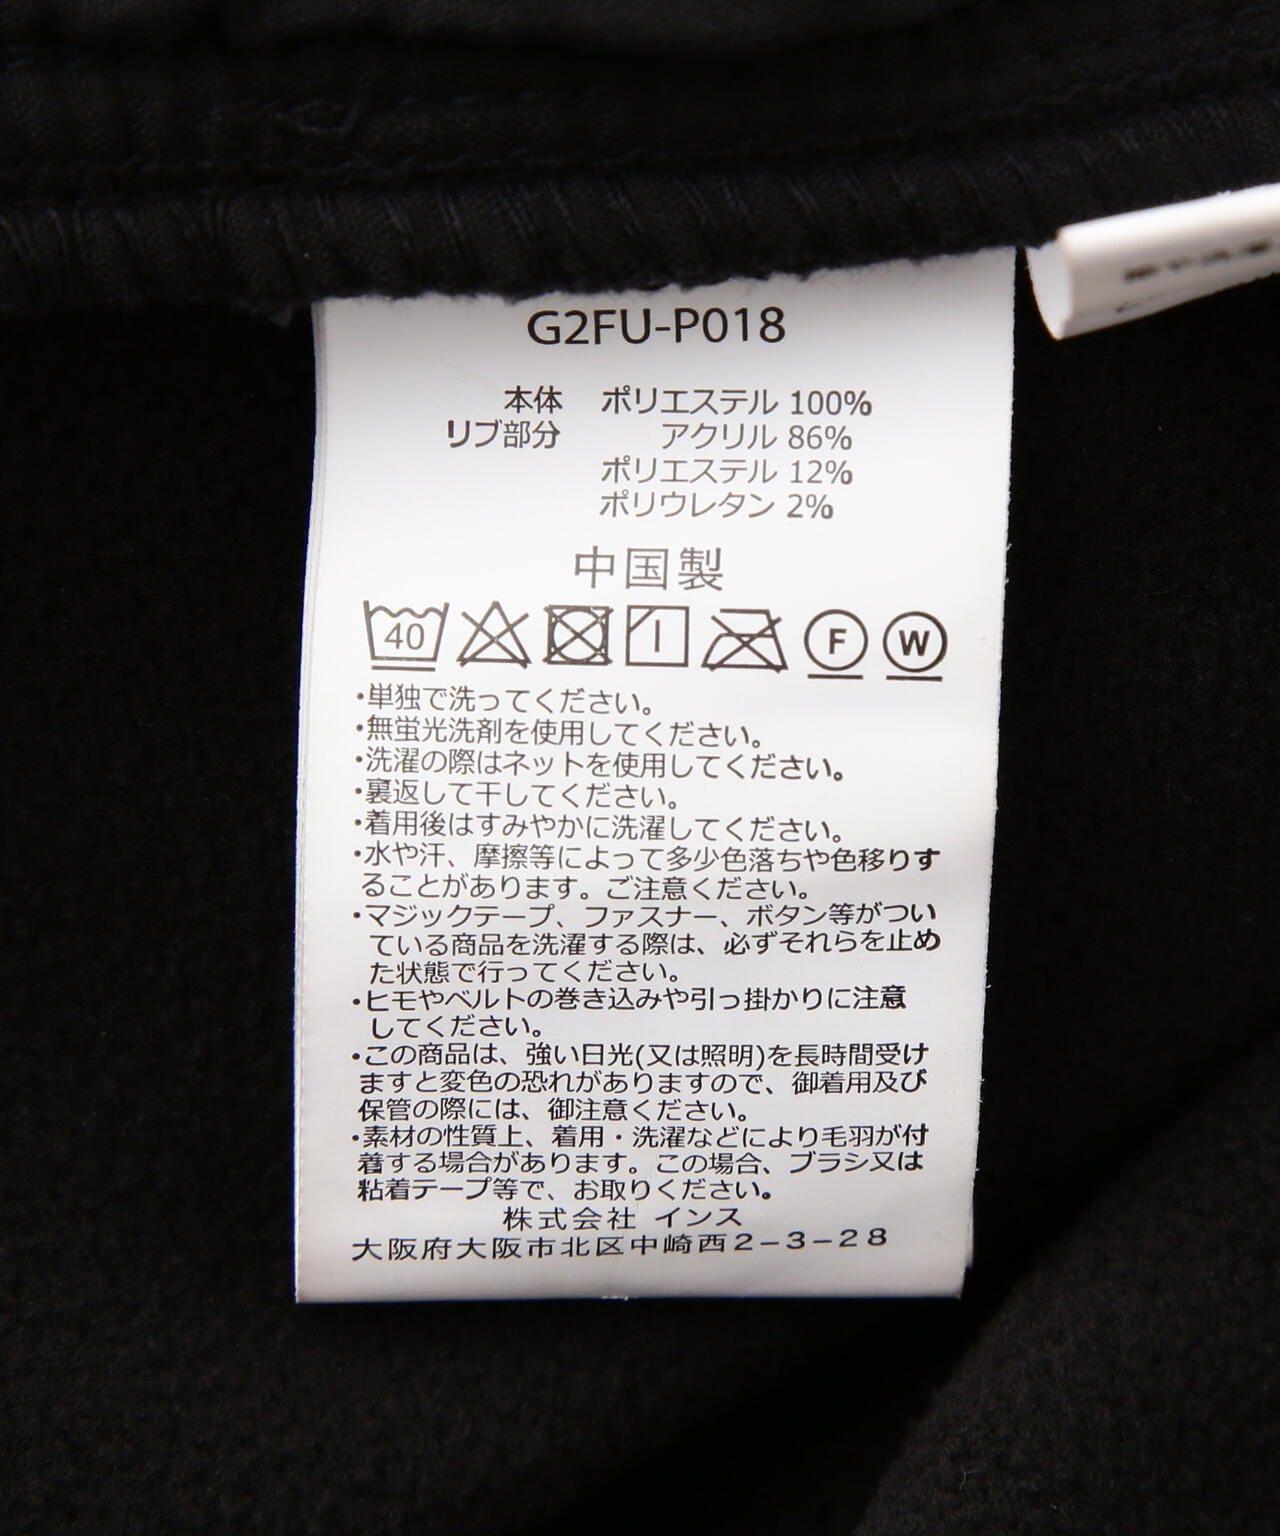 G2FU-P018
本体 ポリエステル 100%
リブ部分 アクリル 86%
ポリエステル 12%
ポリウレタン 2%
中国製
40 F W
・単独で洗ってください。
・無蛍光洗剤を使用してください。
・洗濯の際はネットを使用してください。
・裏返して干してください。
・着用後はすみやかに洗濯してください。
・水や汗、摩擦等によって多少色落ちや色移りす
ることがあります。ご注意ください。
・マジックテープ、ファスナー、ボタン等がつい
ている商品を洗濯する際は、必ずそれらを止め
た状態で行ってください。
・ヒモやベルトの巻き込みや引っ掛かりに注意
してください。
・この商品は、強い日光(又は照明)を長時間受け
ますと変色の恐れがありますので、御着用及び
保管の際には、御注意ください。
・素材の性質上、着用・洗濯などにより毛羽が付
着する場合があります。この場合、ブラシ又は
粘着テープ等で、お取りください。
株式会社 インス
大阪府大阪市北区中崎西2-3-28